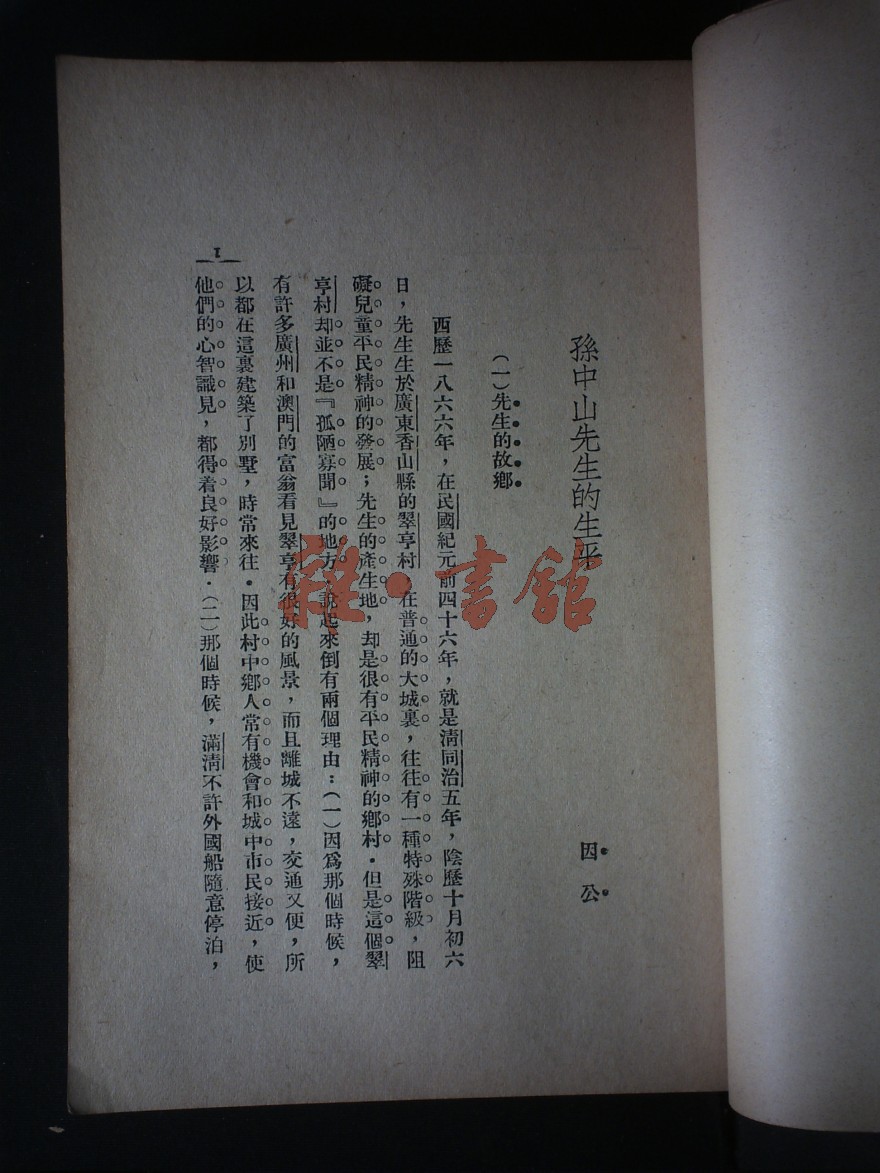 孫中山先生的生平
因公
(一)先生的故鄉
西歷一八六六年,在民國紀元前四十六年,就是清同治五年,陰歷十月初六
日,先生生於廣東香山縣的翠亨村 在普通的大城裏,往往有一種特殊階級,阻
礙兒童平民精神的發展;先生的產生地,却是很有平民精神的鄉村.但是這個翠
亨村却並不是『孤陋寡聞』的地方 說起來倒有兩個理由:(一)因爲那個時候,
有許多廣州和澳門的富翁看見翠亨有很好的風景,而且離城不遠,交通又便,所
以都在這裏建築了別墅,時常來往.因此村中鄉人常有機會和城中市民接近,使
他們的心智識見,都得着良好影響.(二)那個時候,滿清不許外國船隨意停泊,
1
雜·書館